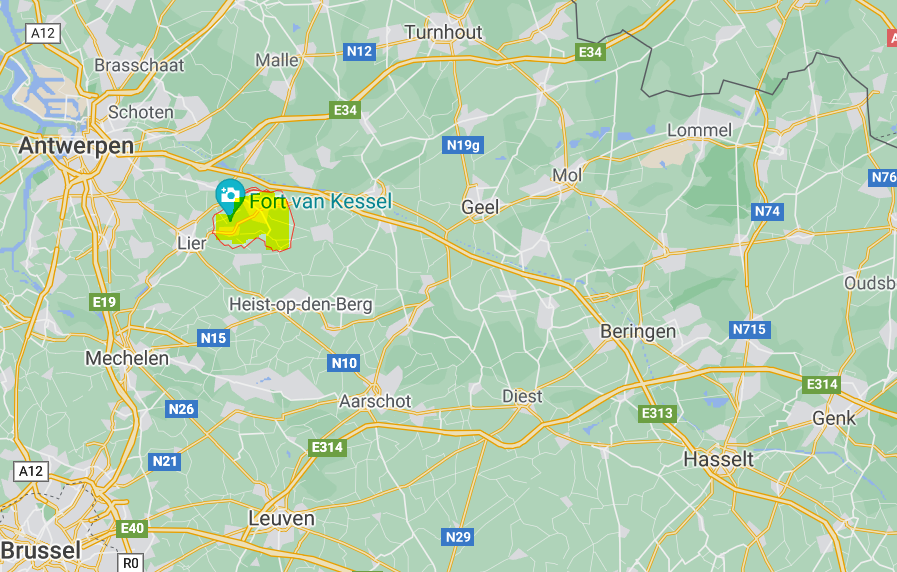 A12
Turnhout
N12
E34
Malle
Brasschaat
E34
Schoten
Lommel
Antwerpen
N19g
Mol
N76
Fort van Kessel
Geel
N74
Lier
Oudsb
E19
Heist-op-den-Berg
Beringen
N715
N15
Mechelen
N10
E314
Aarschot
Diest
N26
E313
Genk
E314
N21
Hasselt
A12
Leuven
E40
N29
Brussel
R0